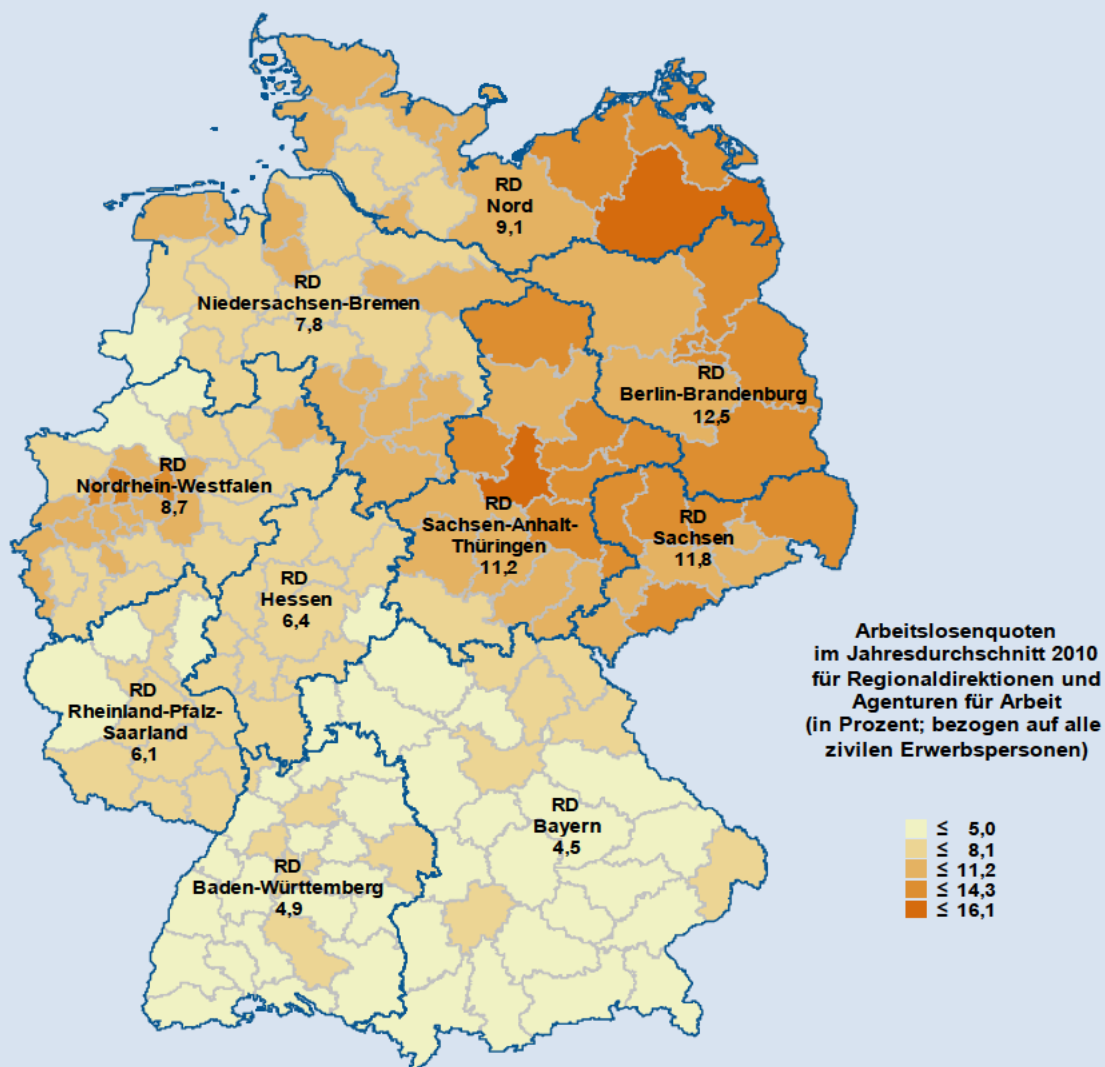 RD
Nord
9,1
RD
Niedersachsen-Bremen
7,8
RD
Berlin-Brandenburg
12,5
RD
Nordrhein-Westfalen
8,7
RD
Sachsen-Anhalt-
Thüringen
11,2
RD
Sachsen
11,8
RD
Hessen
6,4
RD
Rheinland-Pfalz-
Saarland
6,1
RD
Bayern
4,5
RD
Baden-Württemberg
4,9
Arbeitslosenquoten
im Jahresdurchschnitt 2010
für Regionaldirektionen und
Agenturen für Arbeit
(in Prozent; bezogen auf alle
zivilen Erwerbspersonen)
≤ 5,0
≤ 8,1
≤ 11,2
≤ 14,3
≤ 16,1